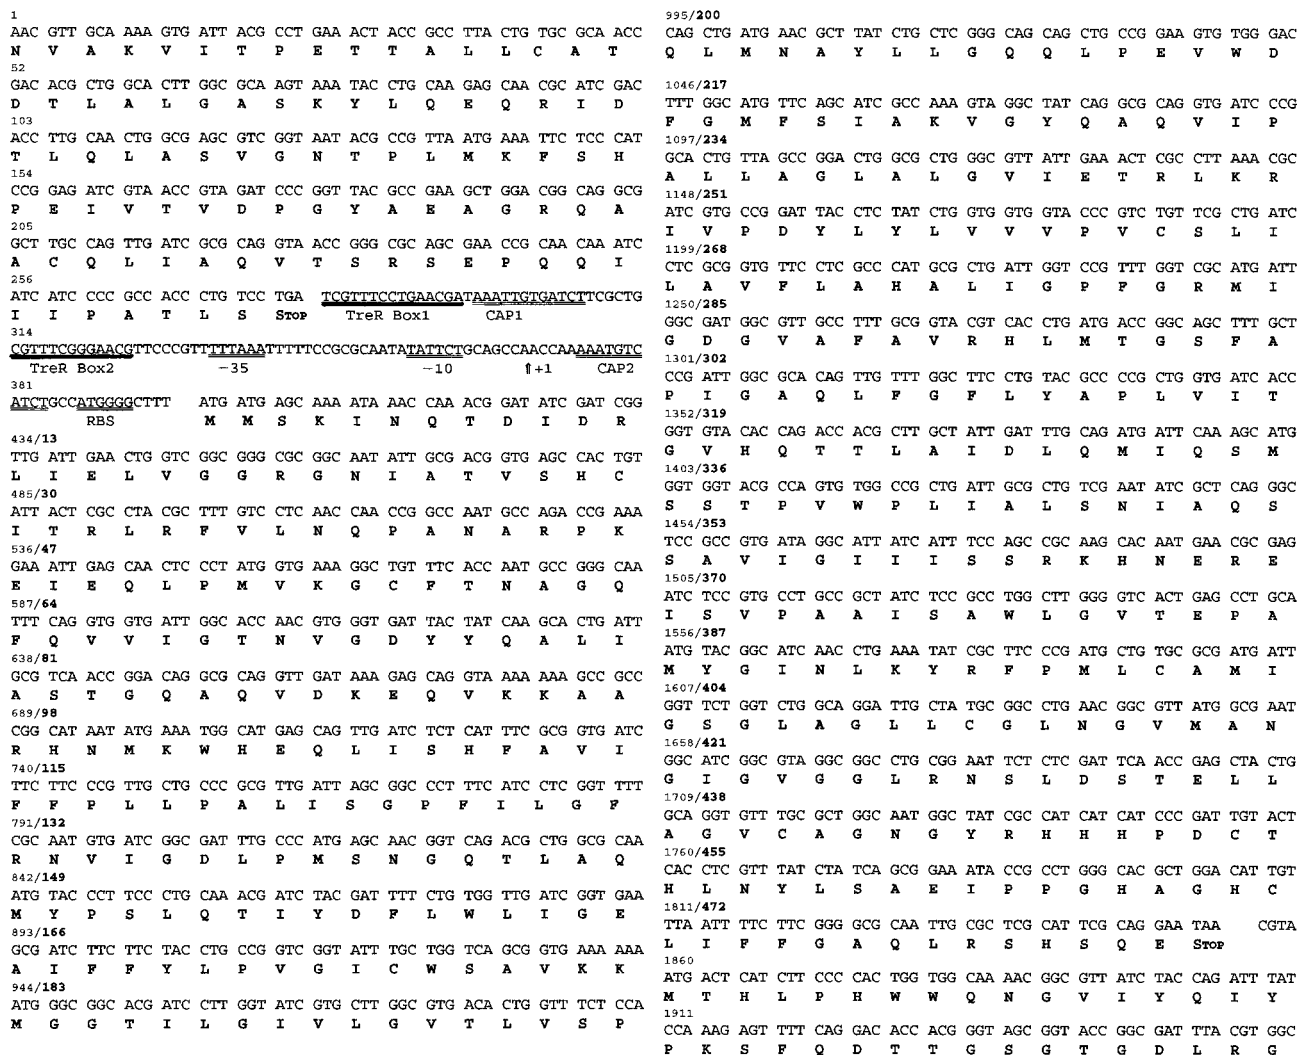 1
AAC GTT GCA AAA GTG ATT ACG CCT GAA ACT ACC GCC TTA CTG TGC GCA ACC
N V A K V I T P E T T A L L C A T
52
GAC ACG CTG GCA CTT GGC GCA AGT AAA TAC CTG CAA GAG CAA CGC ATC GAC
D T L A L G A S K Y L Q E Q R I D
103
ACC TTG CAA CTG GCG AGC GTC GGT AAT ACG CCG TTA ATG AAA TTC TCC CAT
T L Q L A S V G N T P L M K F S H
154
CCG GAG ATC GTA ACC GTA GAT CCC GGT TAC GCC GAA GCT GGA CGG CAG GCG
P E I V T V D P G Y A E A G R Q A
205
GCT TGC CAG TTG ATC GCG CAG GTA ACC GGG CGC AGC GAA CCG CAA CAA ATC
A C Q L I A Q V T S R S E P Q Q I
256
ATC ATC CCC GCC ACC CTG TCC TGA TCGTTTCCTGAACGATAAATTGTGATCTTCGCTG
I I P A T L S STOP TreR Box1 CAP1
314
CGTTTCGGGAACGTTCCCGTTTTTAAATTTTTCCGCGCAATATATTCTGCAGCCAACCAAAAATGTC
TreR Box2 −35 −10 ⇑+1 CAP2
381
ATCTGCCATGGGGCTTT ATG ATG AGC AAA ATA AAC CAA ACG GAT ATC GAT CGG
RBS M M S K I N Q T D I D R
434/13
TTG ATT GAA CTG GTC GGC GGG CGC GGC AAT ATT GCG ACG GTG AGC CAC TGT
L I E L V G G R G N I A T V S H C
485/30
ATT ACT CGC CTA CGC TTT GTC CTC AAC CAA CCG GCC AAT GCC AGA CCG AAA
I T R L R F V L N Q P A N A R P K
536/47
GAA ATT GAG CAA CTC CCT ATG GTG AAA GGC TGT TTC ACC AAT GCC GGG CAA
E I E Q L P M V K G C F T N A G Q
587/64
TTT CAG GTG GTG ATT GGC ACC AAC GTG GGT GAT TAC TAT CAA GCA CTG ATT
F Q V V I G T N V G D Y Y Q A L I
638/81
GCG TCA ACC GGA CAG GCG CAG GTT GAT AAA GAG CAG GTA AAA AAA GCC GCC
A S T G Q A Q V D K E Q V K K A A
689/98
CGG CAT AAT ATG AAA TGG CAT GAG CAG TTG ATC TCT CAT TTC GCG GTG ATC
R H N M K W H E Q L I S H F A V I
740/115
TTC TTC CCG TTG CTG CCC GCG TTG ATT AGC GGC CCT TTC ATC CTC GGT TTT
F F P L L P A L I S G P F I L G F
791/132
CGC AAT GTG ATC GGC GAT TTG CCC ATG AGC AAC GGT CAG ACG CTG GCG CAA
R N V I G D L P M S N G Q T L A Q
842/149
ATG TAC CCT TCC CTG CAA ACG ATC TAC GAT TTT CTG TGG TTG ATC GGT GAA
M Y P S L Q T I Y D F L W L I G E
893/166
GCG ATC TTC TTC TAC CTG CCG GTC GGT ATT TGC TGG TCA GCG GTG AAA AAA
A I F F Y L P V G I C W S A V K K
944/183
ATG GGC GGC ACG ATC CTT GGT ATC GTG CTT GGC GTG ACA CTG GTT TCT CCA
M G G T I L G I V L G V T L V S P
995/200
CAG CTG ATG AAC GCT TAT CTG CTC GGG CAG CAG CTG CCG GAA GTG TGG GAC
Q L M N A Y L L G Q Q L P E V W D
1046/217
TTT GGC ATG TTC AGC ATC GCC AAA GTA GGC TAT CAG GCG CAG GTG ATC CCG
F G M F S I A K V G Y Q A Q V I P
1097/234
GCA CTG TTA GCC GGA CTG GCG CTG GGC GTT ATT GAA ACT CGC CTT AAA CGC
A L L A G L A L G V I E T R L K R
1148/251
ATC GTG CCG GAT TAC CTC TAT CTG GTG GTG GTA CCC GTC TGT TCG CTG ATC
I V P D Y L Y L V V V P V C S L I
1199/268
CTC GCG GTG TTC CTC GCC CAT GCG CTG ATT GGT CCG TTT GGT CGC ATG ATT
L A V F L A H A L I G P F G R M I
1250/285
GGC GAT GGC GTT GCC TTT GCG GTA CGT CAC CTG ATG ACC GGC AGC TTT GCT
G D G V A F A V R H L M T G S F A
1301/302
CCG ATT GGC GCA CAG TTG TTT GGC TTC CTG TAC GCC CCG CTG GTG ATC ACC
P I G A Q L F G F L Y A P L V I T
1352/319
GGT GTA CAC CAG ACC ACG CTT GCT ATT GAT TTG CAG ATG ATT CAA AGC ATG
G V H Q T T L A I D L Q M I Q S M
1403/336
GGT GGT ACG CCA GTG TGG CCG CTG ATT GCG CTG TCG AAT ATC GCT CAG GGC
S S T P V W P L I A L S N I A Q S
1454/353
TCC GCC GTG ATA GGC ATT ATC ATT TCC AGC CGC AAG CAC AAT GAA CGC GAG
S A V I G I I I S S R K H N E R E
1505/370
ATC TCC GTG CCT GCC GCT ATC TCC GCC TGG CTT GGG GTC ACT GAG CCT GCA
I S V P A A I S A W L G V T E P A
1556/387
ATG TAC GGC ATC AAC CTG AAA TAT CGC TTC CCG ATG CTG TGC GCG ATG ATT
M Y G I N L K Y R F P M L C A M I
1607/404
GGT TCT GGT CTG GCA GGA TTG CTA TGC GGC CTG AAC GGC GTT ATG GCG AAT
G S G L A G L L C G L N G V M A N
1658/421
GGC ATC GGC GTA GGC GGC CTG CGG AAT TCT CTC GAT TCA ACC GAG CTA CTG
G I G V G G L R N S L D S T E L L
1709/438
GCA GGT GTT TGC GCT GGC AAT GGC TAT CGC CAT CAT CAT CCC GAT TGT ACT
A G V C A G N G Y R H H H P D C T
1760/455
CAC CTC GTT TAT CTA TCA GCG GAA ATA CCG CCT GGG CAC GCT GGA CAT TGT
H L N Y L S A E I P P G H A G H C
1811/472
TTA ATT TTC TTC GGG GCG CAA TTG CGC TCG CAT TCG CAG GAA TAA CGTA
L I F F G A Q L R S H S Q E STOP
1860
ATG ACT CAT CTT CCC CAC TGG TGG CAA AAC GGC GTT ATC TAC CAG ATT TAT
M T H L P H W W Q N G V I Y Q I Y
1911
CCA AAG AGT TTT CAG GAC ACC ACG GGT AGC GGT ACC GGC GAT TTA CGT GGC
P K S F Q D T T G S G T G D L R G